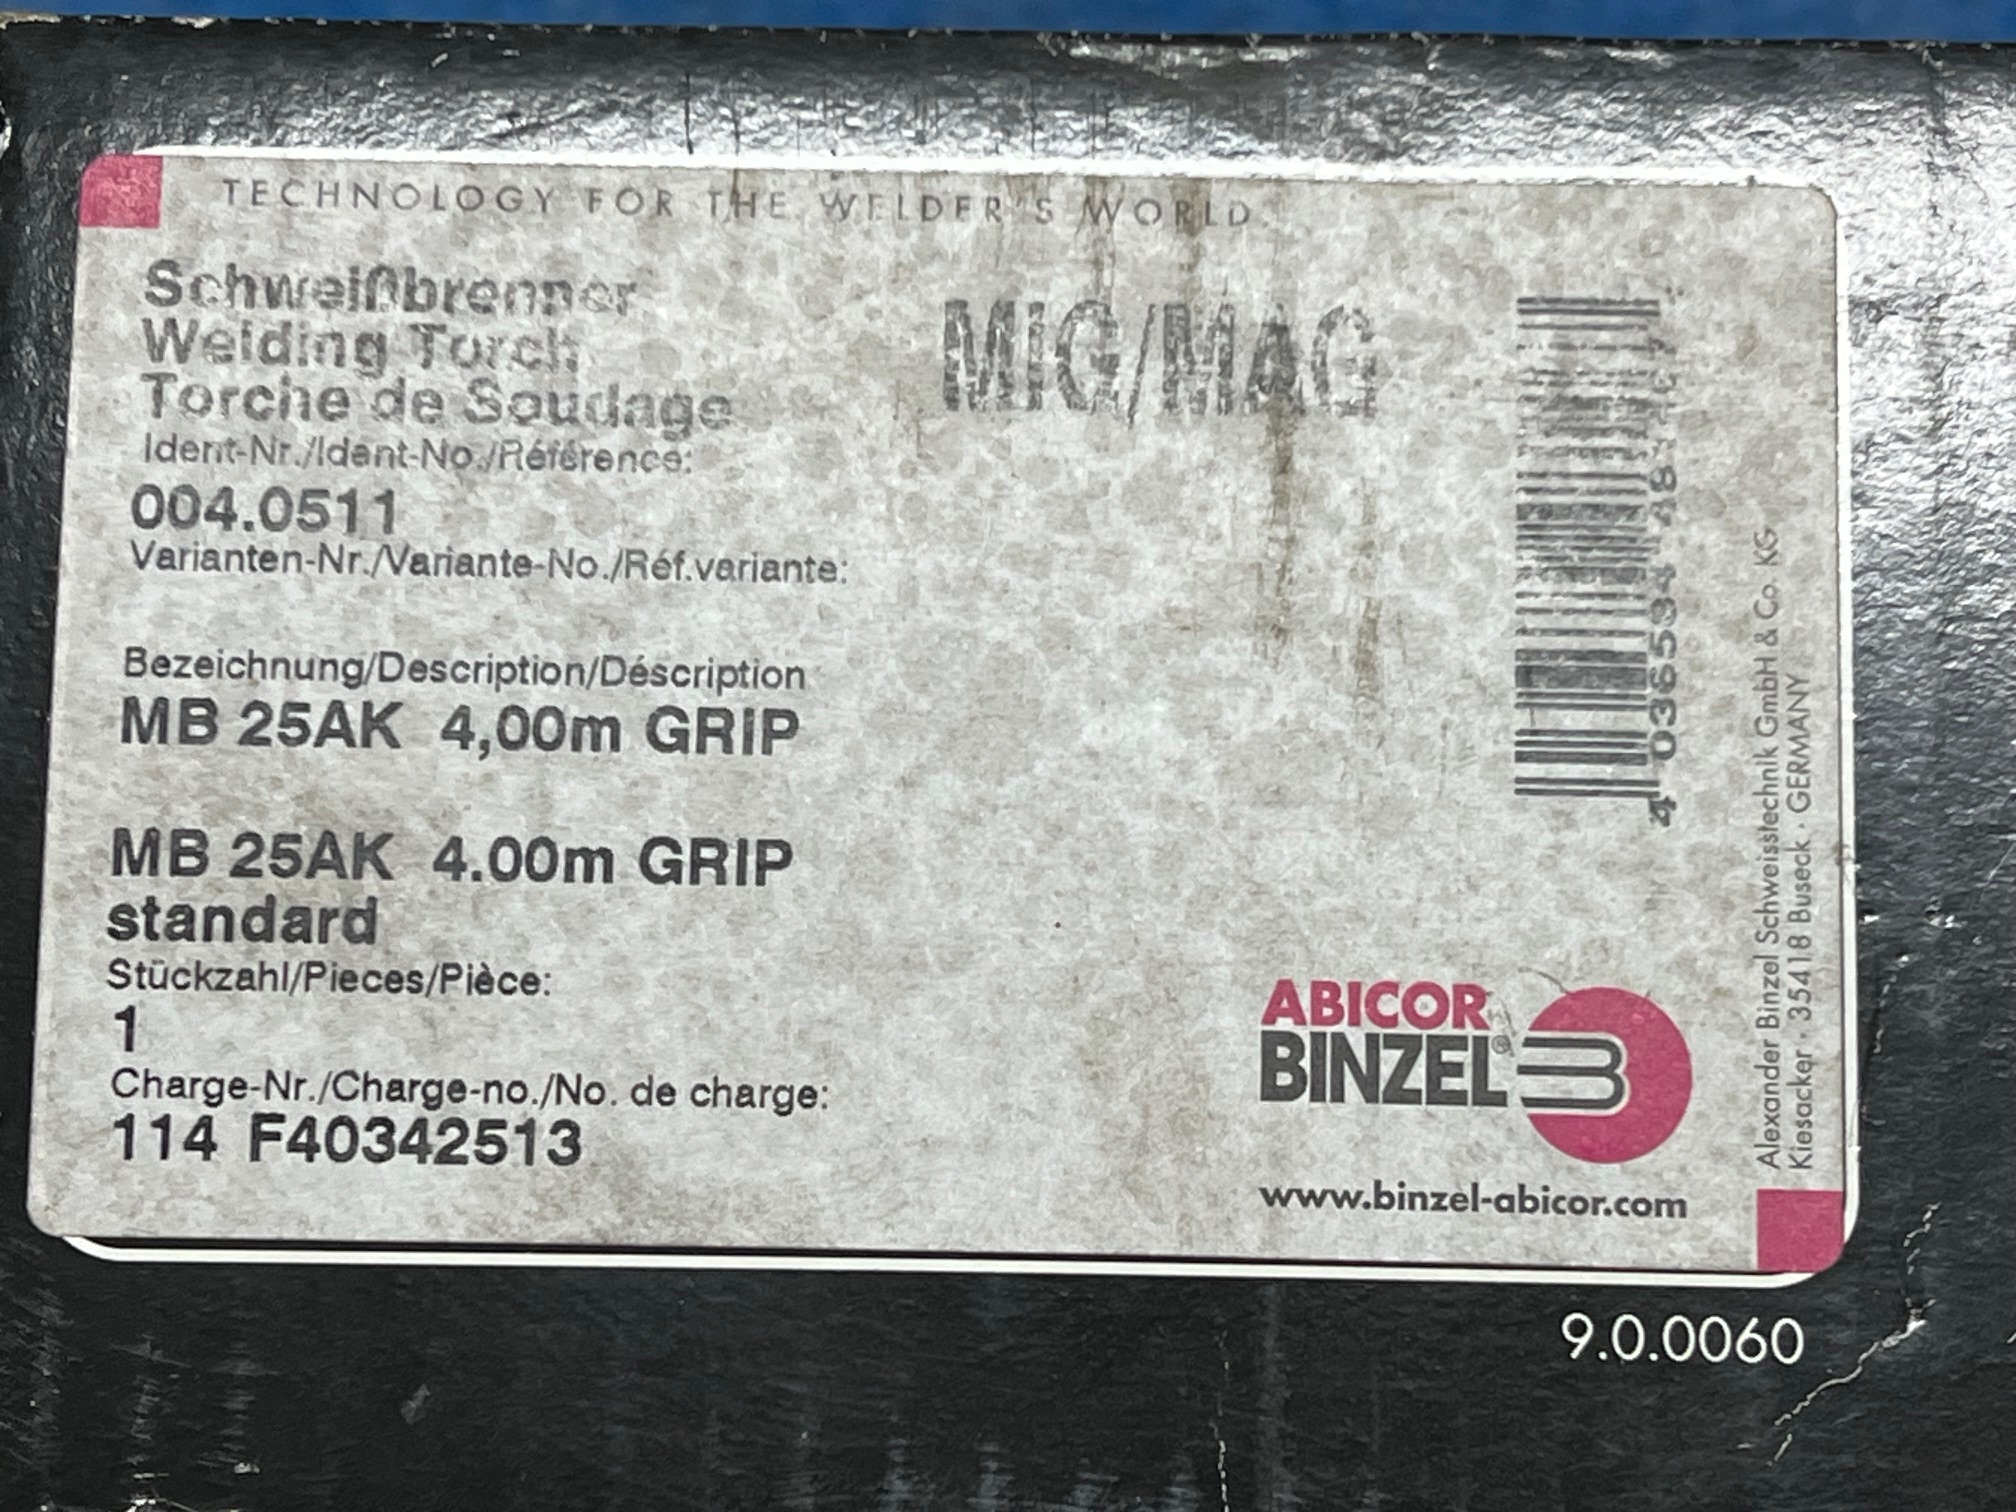 TECHNOLOGY FOR THE WELDER'S WORLD.
Schweißbrenner
Welding Torch
Torche de Soudage
MIG/MAG
Ident-Nr./Ident-No./Référence:
004.0511
Varianten-Nr./Variante-No./Réf.variante:
Bezeichnung/Description/Déscription
MB 25AK 4,00m GRIP
MB 25AK 4.00m GRIP
standard
Stückzahl/Pieces/Pièce:
1
Charge-Nr./Charge-no./No. de charge:
114 F40342513
4 036534
ABICOR
BINZEL®
www.binzel-abicor.com
Alexander Binzel Schweisstechnik GmbH & Co. KG
Kiesacker · 35418 Buseck · GERMANY
9.0.0060